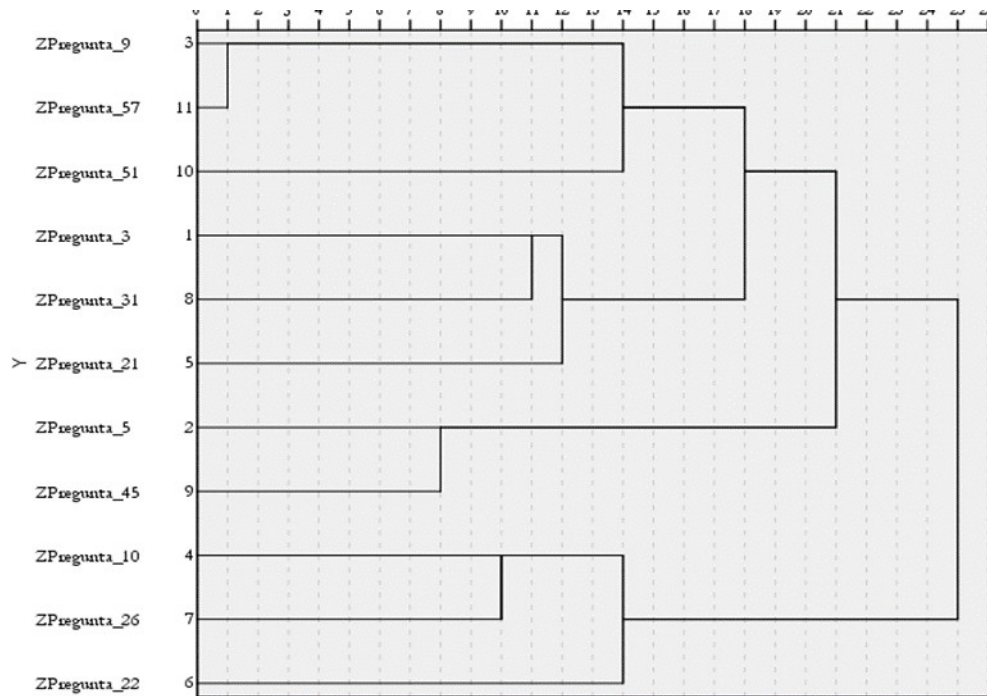 0 1 2 3 4 5 6 7 8 9 10 11 12 13 14 15 16 17 18 19 20 21 22 23 24 25
ZPregunta_9 3
ZPregunta_57 11
ZPregunta_51 10
ZPregunta_3 1
ZPregunta_31 8
Y ZPregunta_21 5
ZPregunta_5 2
ZPregunta_45 9
ZPregunta_10 4
ZPregunta_26 7
ZPregunta_22 6